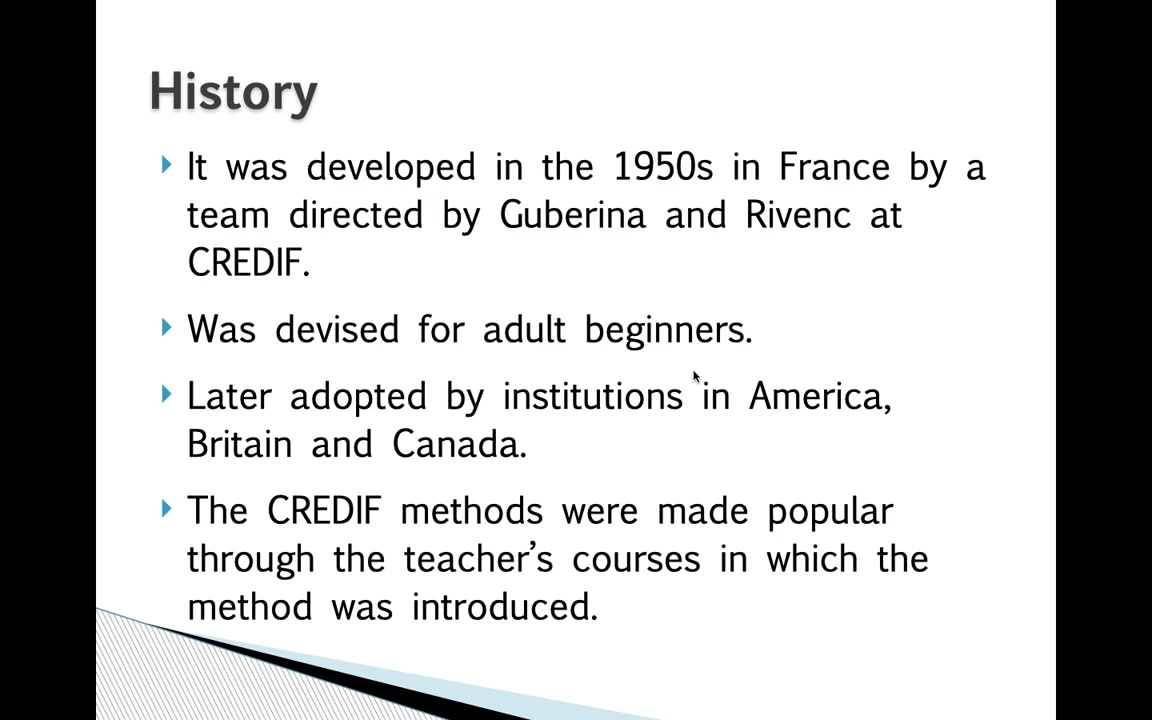 History
It was developed in the 1950s in France by a
team directed by Guberina and Rivenc at
CREDIF.
Was devised for adult beginners.
Later adopted by institutions in America,
Britain and Canada.
The CREDIF methods were made popular
through the teacher’s courses in which the
method was introduced.